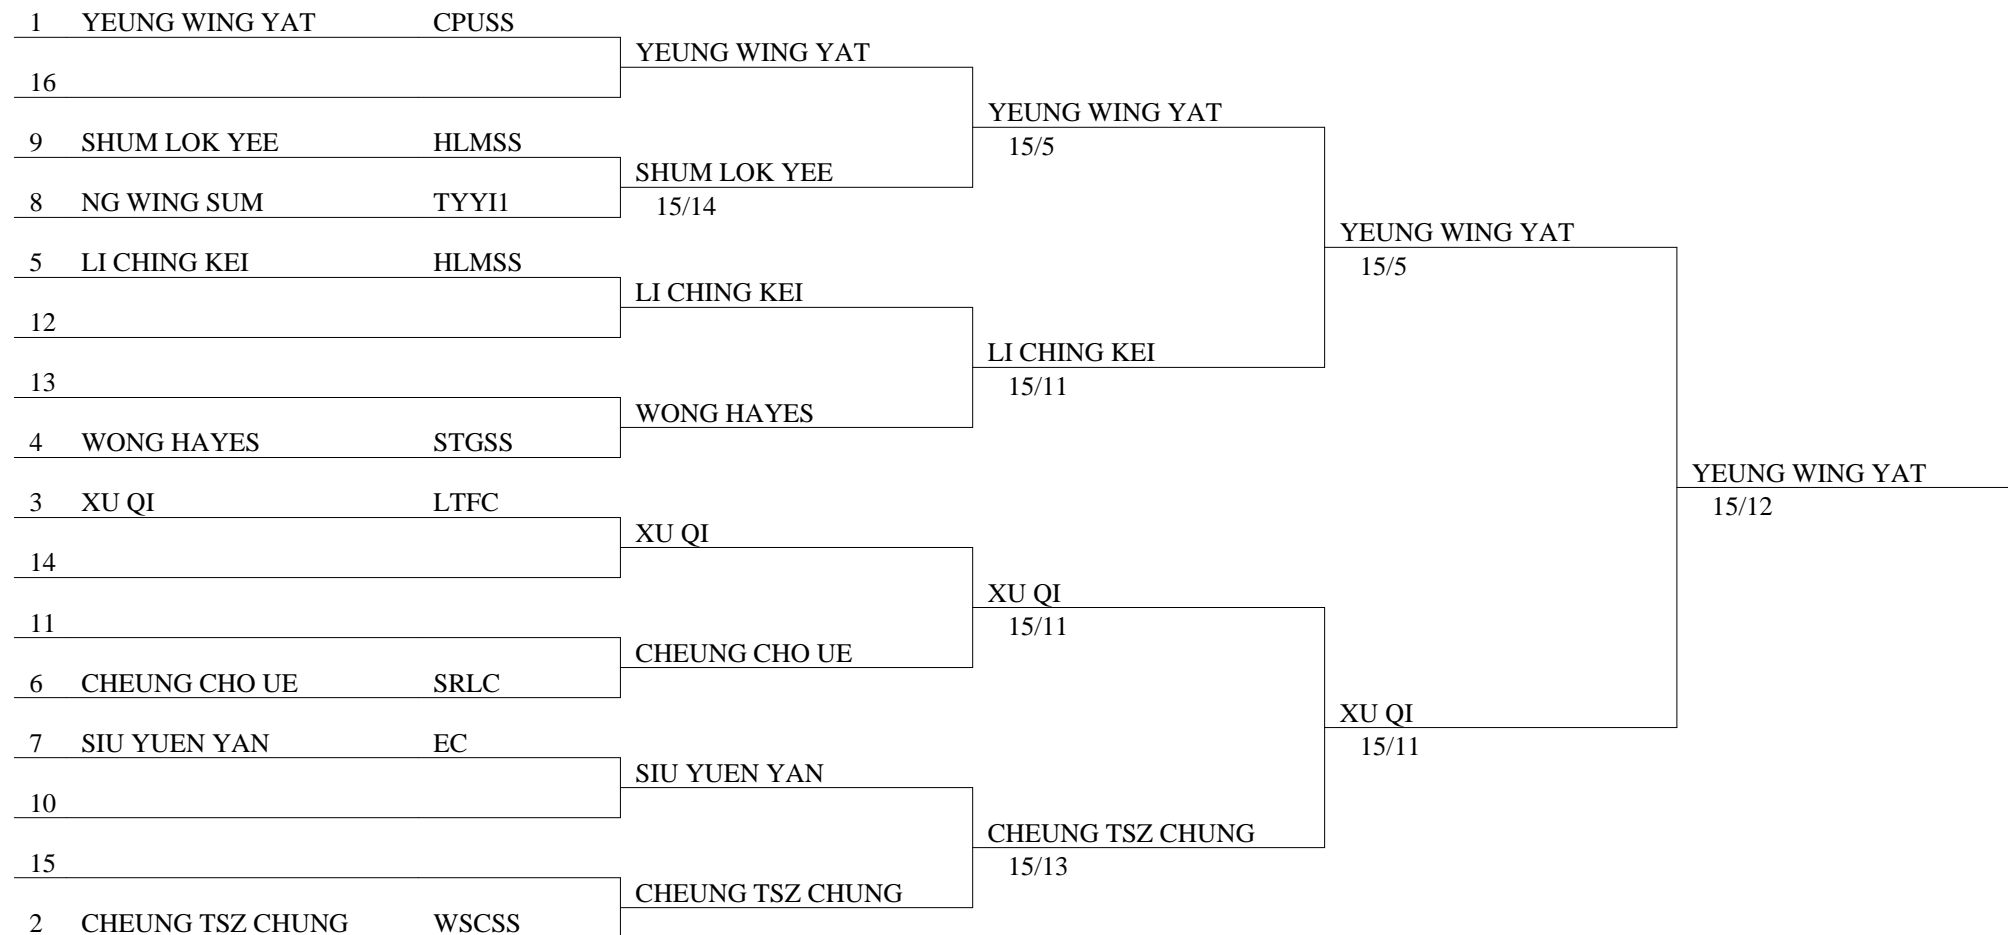 1 YEUNG WING YAT CPUSS
YEUNG WING YAT
16
YEUNG WING YAT
9 SHUM LOK YEE HLMSS
15/5
SHUM LOK YEE
8 NG WING SUM TYYI1
15/14
YEUNG WING YAT
5 LI CHING KEI HLMSS
15/5
LI CHING KEI
12
LI CHING KEI
13
15/11
WONG HAYES
4 WONG HAYES STGSS
YEUNG WING YAT
3 XU QI LTFC
15/12
XU QI
14
XU QI
11
15/11
CHEUNG CHO UE
6 CHEUNG CHO UE SRLC
XU QI
7 SIU YUEN YAN EC
15/11
SIU YUEN YAN
10
CHEUNG TSZ CHUNG
15
15/13
CHEUNG TSZ CHUNG
2 CHEUNG TSZ CHUNG WSCSS